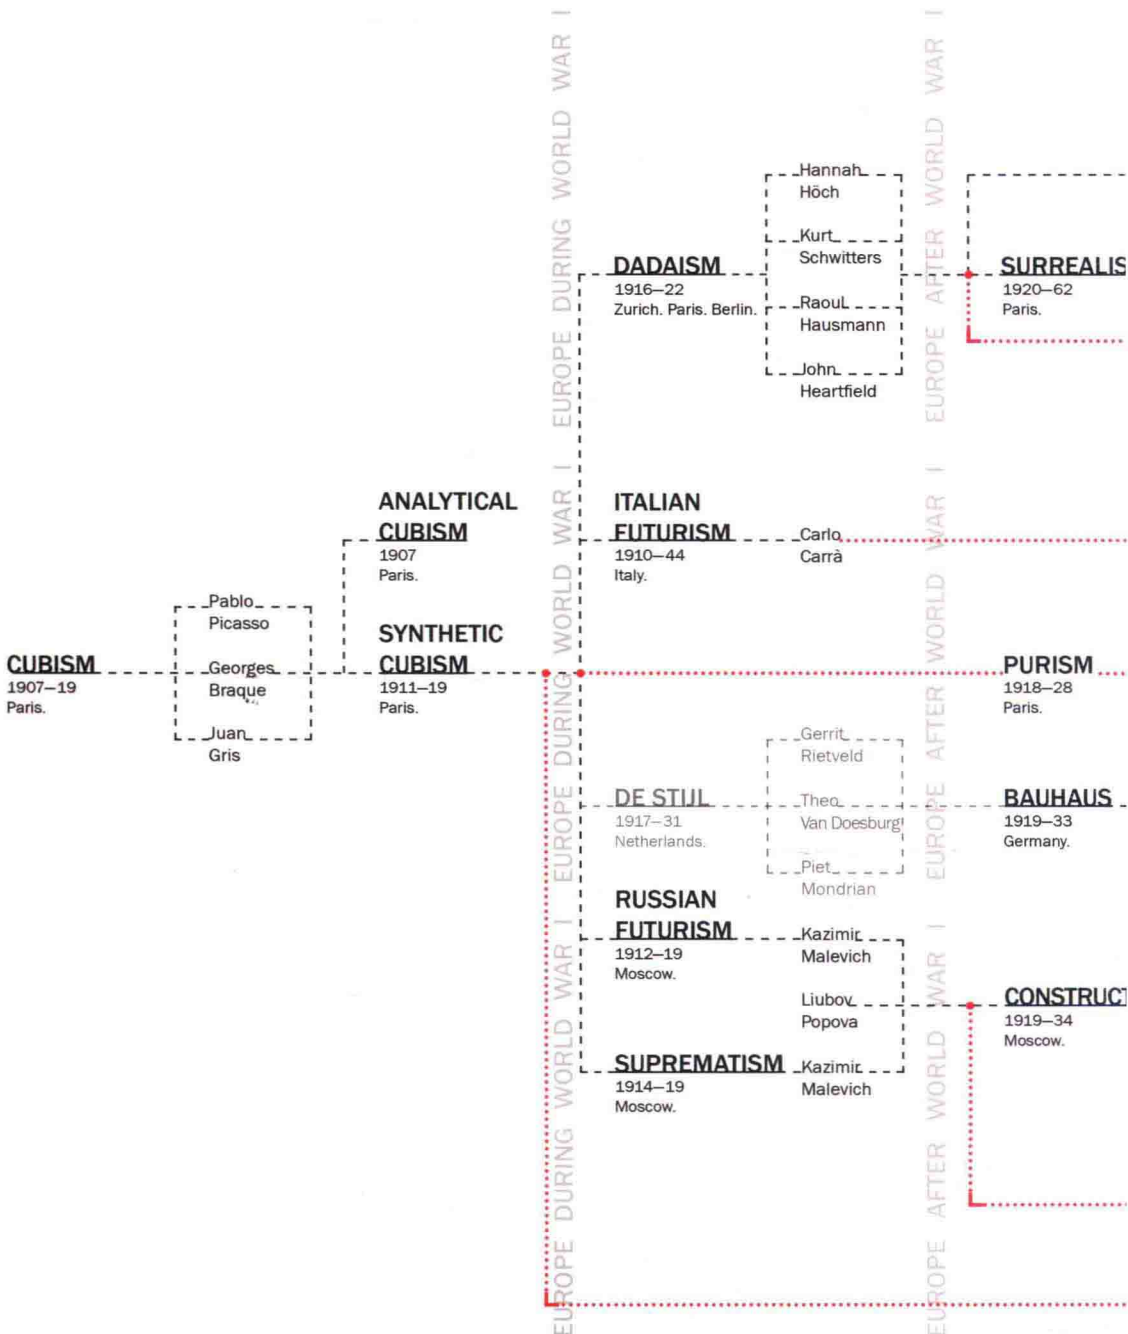 CUBISM
1907–19
Paris.
Pablo
Picasso
Georges
Braque
Juan
Gris
ANALYTICAL
CUBISM
1907
Paris.
SYNTHETIC
CUBISM
1911–19
Paris.
EUROPE DURING WORLD WAR I
EUROPE DURING WORLD WAR I
EUROPE DURING WORLD WAR I
DADAISM
1916–22
Zurich. Paris. Berlin.
Hannah
Höch
Kurt
Schwitters
Raoul
Hausmann
John
Heartfield
ITALIAN
FUTURISM
1910–44
Italy.
Carlo
Carrà
DE STIJL
1917–31
Netherlands.
Gerrit
Rietveld
Theo
Van Doesburg
Piet
Mondrian
RUSSIAN
FUTURISM
1912–19
Moscow.
Kazimir
Malevich
Liubov
Popova
SUPREMATISM
1914–19
Moscow.
Kazimir
Malevich
EUROPE AFTER WORLD WAR I
EUROPE AFTER WORLD WAR I
EUROPE AFTER WORLD WAR I
SURREALIS
1920–62
Paris.
PURISM
1918–28
Paris.
BAUHAUS
1919–33
Germany.
CONSTRUCT
1919–34
Moscow.